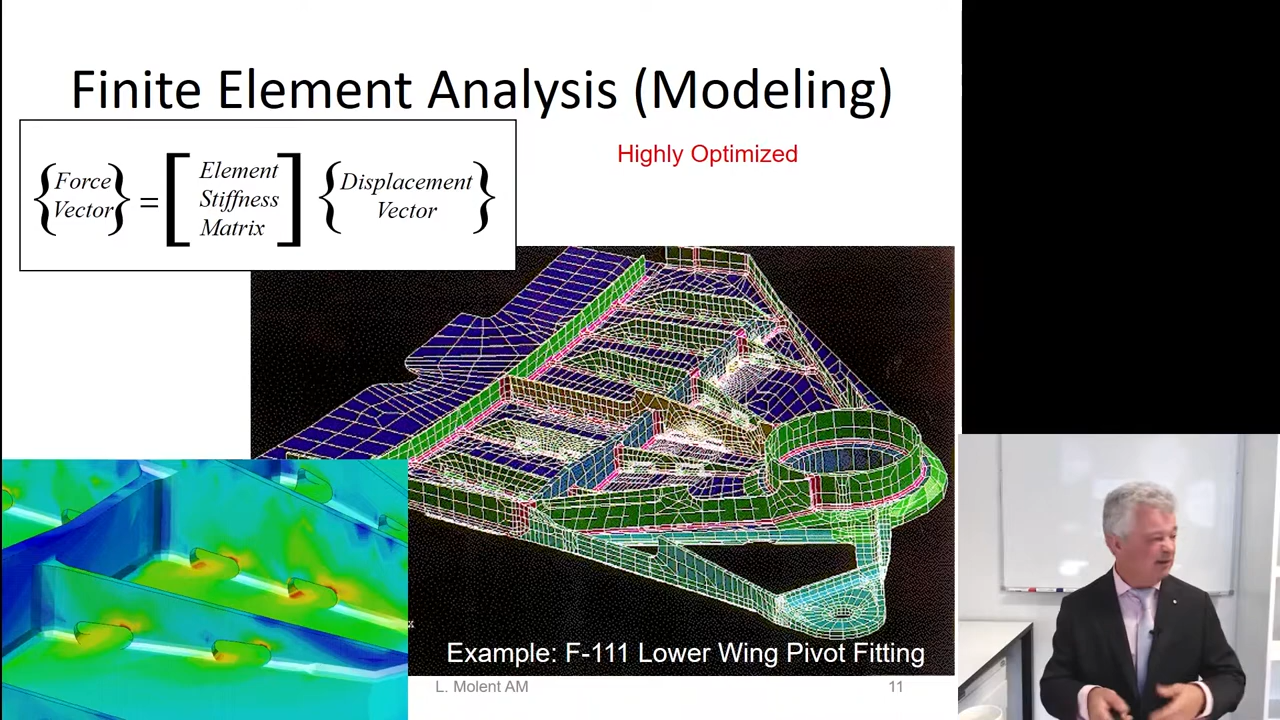 Finite Element Analysis (Modeling)
Highly Optimized
{Force Vector} = [Element Stiffness Matrix] {Displacement Vector}
Example: F-111 Lower Wing Pivot Fitting
L. Molent AM
11